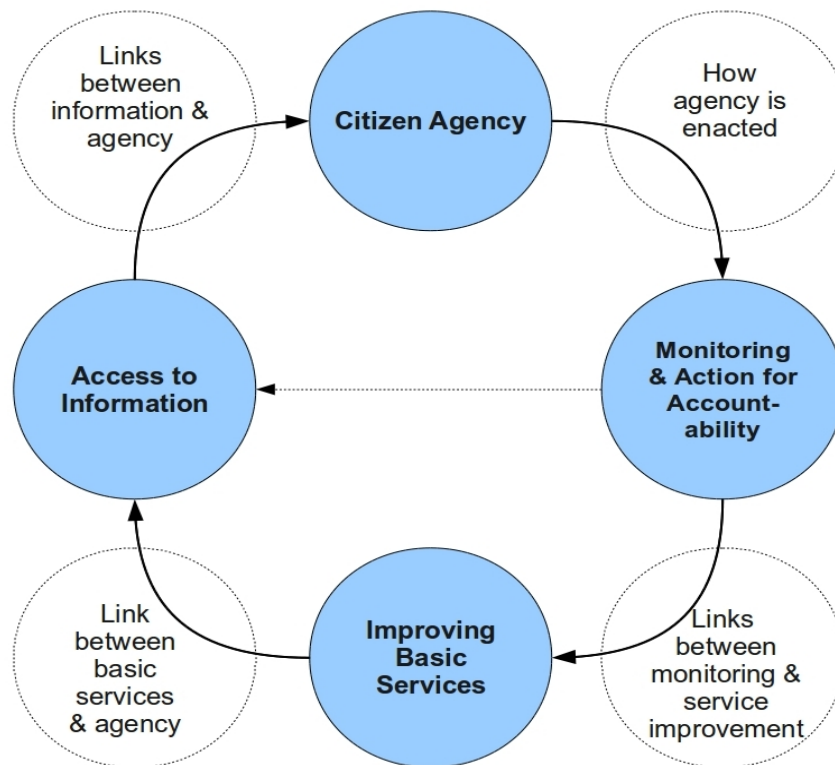 Links
between
information &
agency
Citizen Agency
How
agency is
enacted
Access to
Information
Monitoring
& Action for
Account-
ability
Link
between
basic
services
& agency
Improving
Basic
Services
Links
between
monitoring &
service
improvement